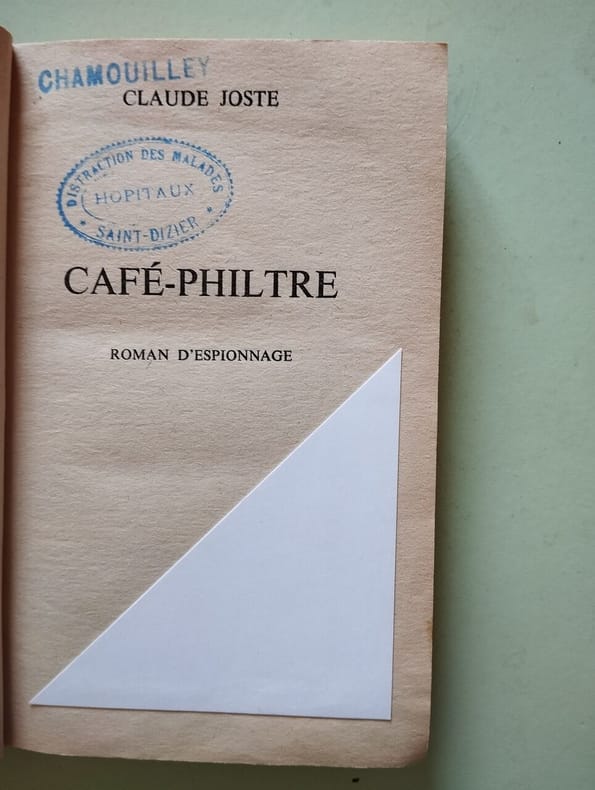 CHAMOUILLEY
CLAUDE JOSTE
DISTRACTION DES MALADES
HOPITAUX
* SAINT-DIZIER *
CAFÉ-PHILTRE
ROMAN D'ESPIONNAGE